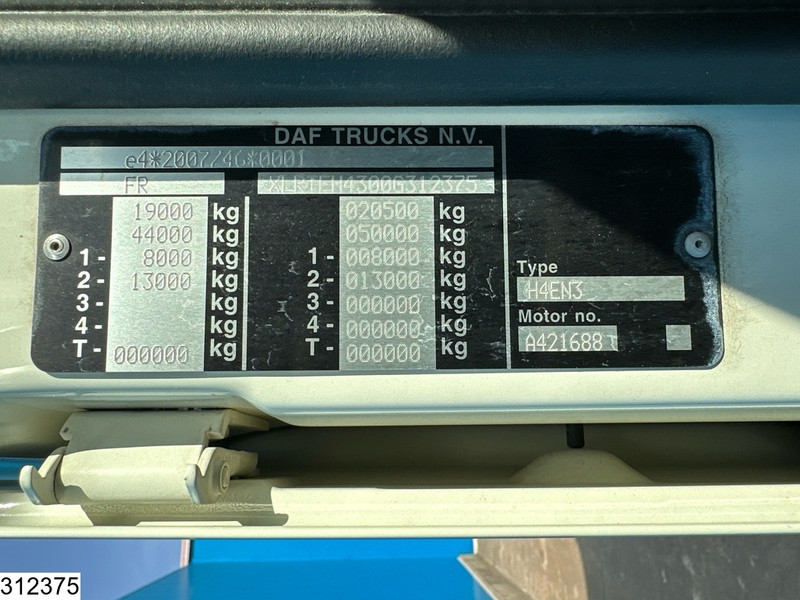 DAF TRUCKS N.V.
e4*2007/46*0001
FR XLRTEH4300G312375
19000 kg 020500 kg
44000 kg 050000 kg
1- 8000 kg 1- 008000 kg
2- 13000 kg 2- 013000 kg
3- kg 3- 000000 kg
4- kg 4- 000000 kg
T- 000000 kg T- 000000 kg
Type
H4EN3
Motor no.
A421688
312375